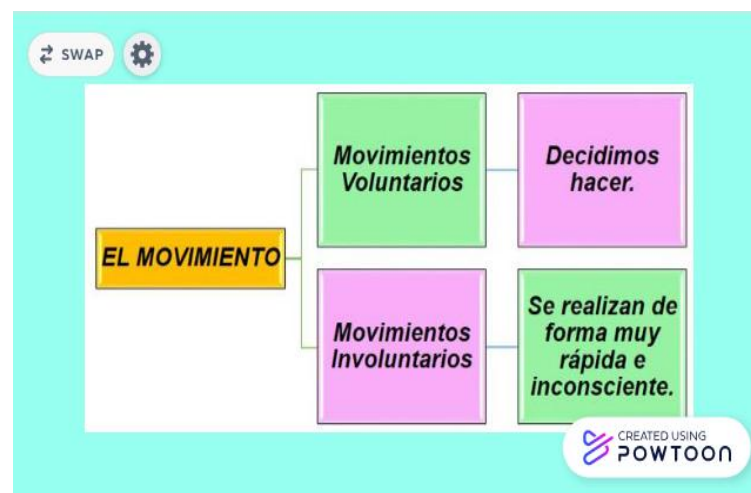 SWAP
EL MOVIMIENTO
Movimientos
Voluntarios
Decidimos
hacer.
Movimientos
Involuntarios
Se realizan de
forma muy
rápida e
inconsciente.
CREATED USING
POWTOON